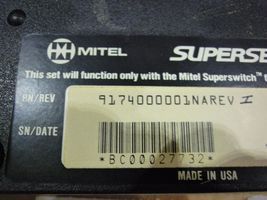 MITEL SUPERSE
This set will function only with the Mitel Superswitch™
BN/REV 9174000001NAREV I
SN/DATE
*BC00027732*
MADE IN USA